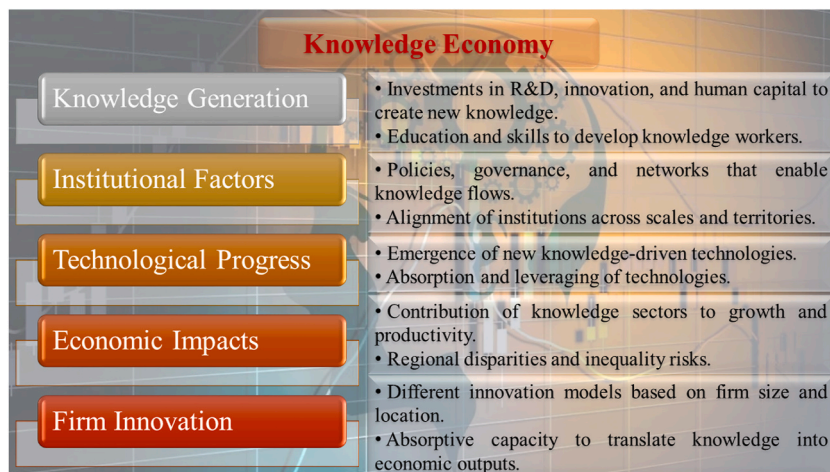 Knowledge Economy
Knowledge Generation
• Investments in R&D, innovation, and human capital to
create new knowledge.
• Education and skills to develop knowledge workers.
Institutional Factors
• Policies, governance, and networks that enable
knowledge flows.
• Alignment of institutions across scales and territories.
Technological Progress
• Emergence of new knowledge-driven technologies.
• Absorption and leveraging of technologies.
Economic Impacts
• Contribution of knowledge sectors to growth and
productivity.
• Regional disparities and inequality risks.
Firm Innovation
• Different innovation models based on firm size and
location.
• Absorptive capacity to translate knowledge into
economic outputs.